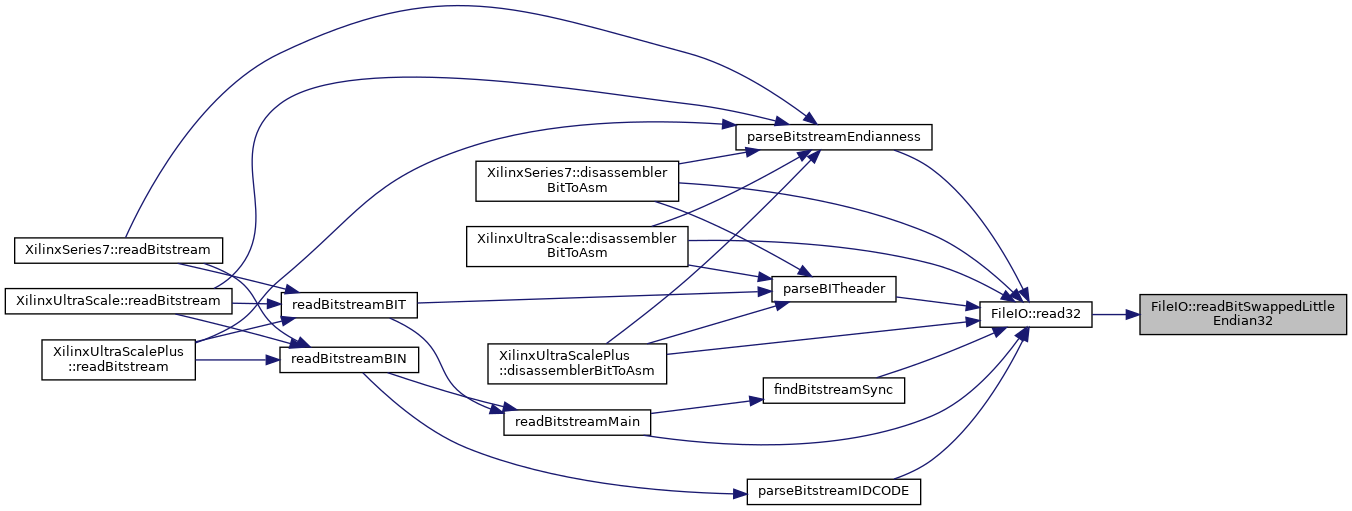 parseBitstreamEndianness
XilinxSeries7::disassembler
BitToAsm
XilinxUltraScale::disassembler
BitToAsm
XilinxSeries7::readBitstream
parseBITheader
XilinxUltraScale::readBitstream
readBitstreamBIT
FileIO::read32
FileIO::readBitSwappedLittle
Endian32
XilinxUltraScalePlus
::readBitstream
readBitstreamBIN
XilinxUltraScalePlus
::disassemblerBitToAsm
findBitstreamSync
readBitstreamMain
parseBitstreamIDCODE